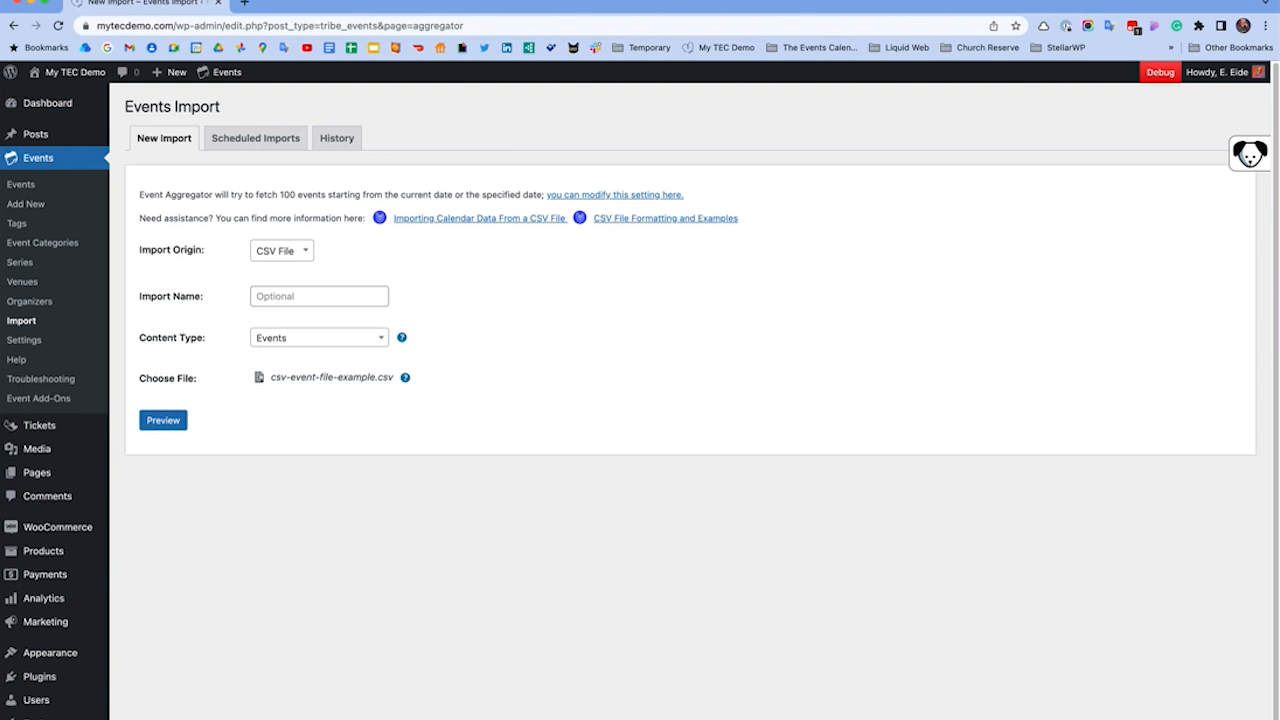 New Import – Events Import
mytecdemo.com/wp-admin/edit.php?post_type=tribe_events&page=aggregator
Bookmarks
Temporary
My TEC Demo
The Events Calen...
Liquid Web
Church Reserve
StellarWP
»
Other Bookmarks
My TEC Demo
0
New
Events
Debug
Howdy, E. Eide
Dashboard
Posts
Events
Events
Add New
Tags
Event Categories
Series
Venues
Organizers
Import
Settings
Help
Troubleshooting
Event Add-Ons
Tickets
Media
Pages
Comments
WooCommerce
Products
Payments
Analytics
Marketing
Appearance
Plugins
Users
Events Import
New Import
Scheduled Imports
History
Event Aggregator will try to fetch 100 events starting from the current date or the specified date; you can modify this setting here.
Need assistance? You can find more information here: Importing Calendar Data From a CSV File CSV File Formatting and Examples
Import Origin: CSV File
Import Name: Optional
Content Type: Events ?
Choose File: csv-event-file-example.csv ?
Preview